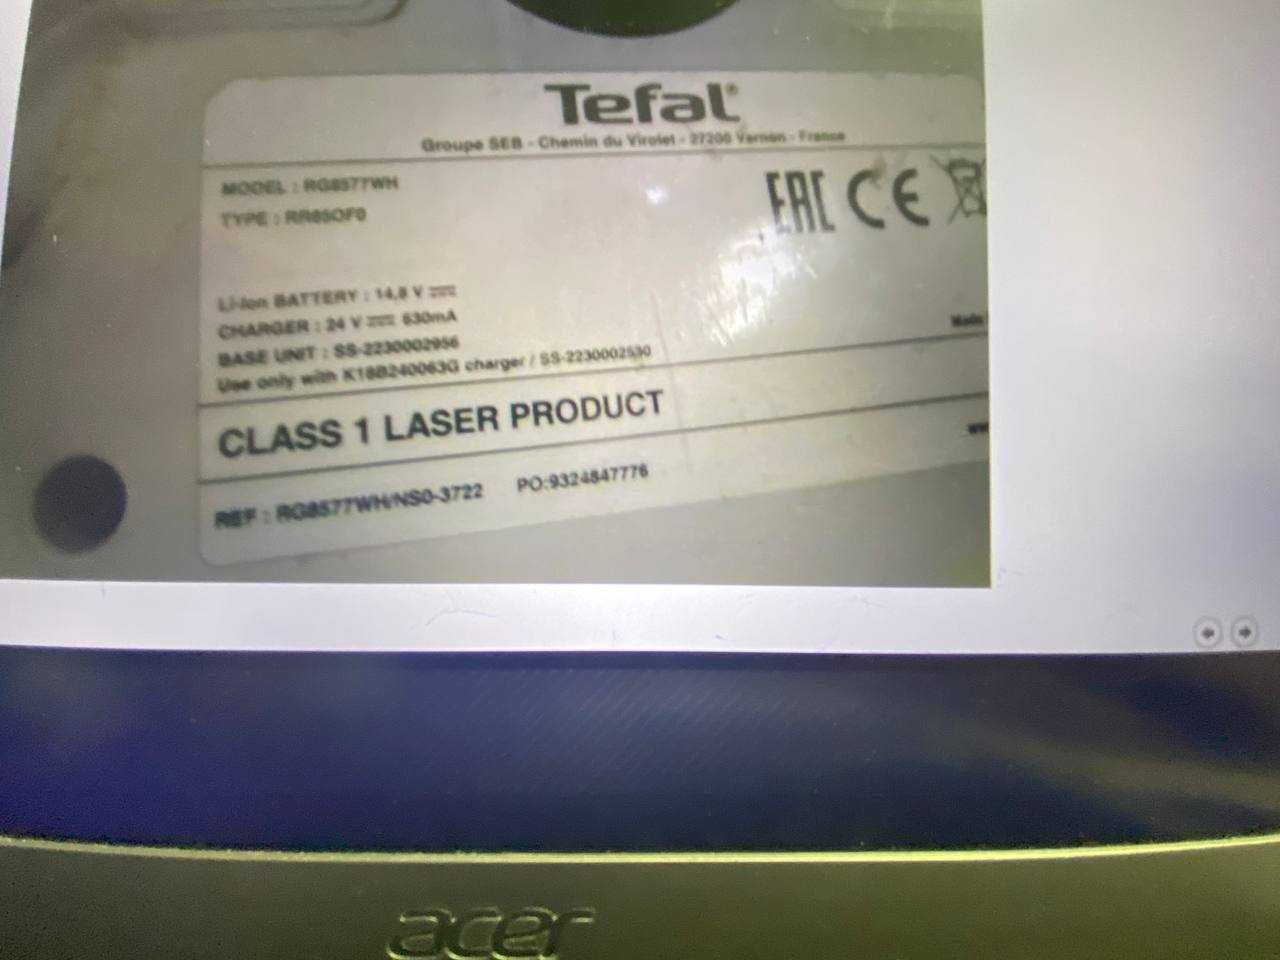 Tefal®
Groupe SEB - Chemin du Virolet - 27200 Vernon - France
MODEL : RG8577WH
TYPE : RR85OF0
EAC CE
Li-Ion BATTERY : 14,8 V
CHARGER : 24 V 630mA
BASE UNIT : SS-2230002956
Use only with K18B240063G charger / SS-2230002530
Made
CLASS 1 LASER PRODUCT
REF : RG8577WH/NS0-3722 PO:9324847776
acer